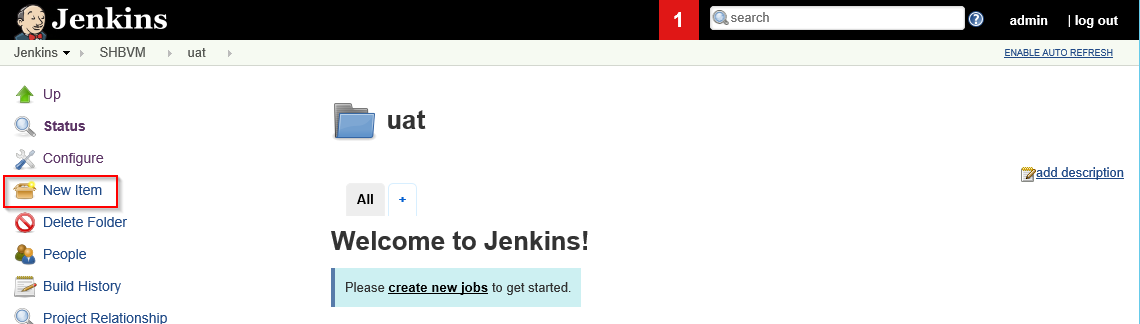 Jenkins
1
search
?
admin
| log out
Jenkins SHBVM uat
ENABLE AUTO REFRESH
Up
Status
Configure
New Item
Delete Folder
People
Build History
Project Relationship
uat
add description
All +
Welcome to Jenkins!
Please create new jobs to get started.